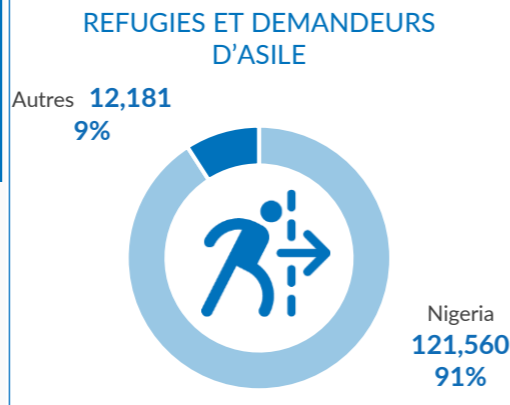 REFUGIES ET DEMANDEURS
D'ASILE
Autres 12,181
9%
Nigeria
121,560
91%